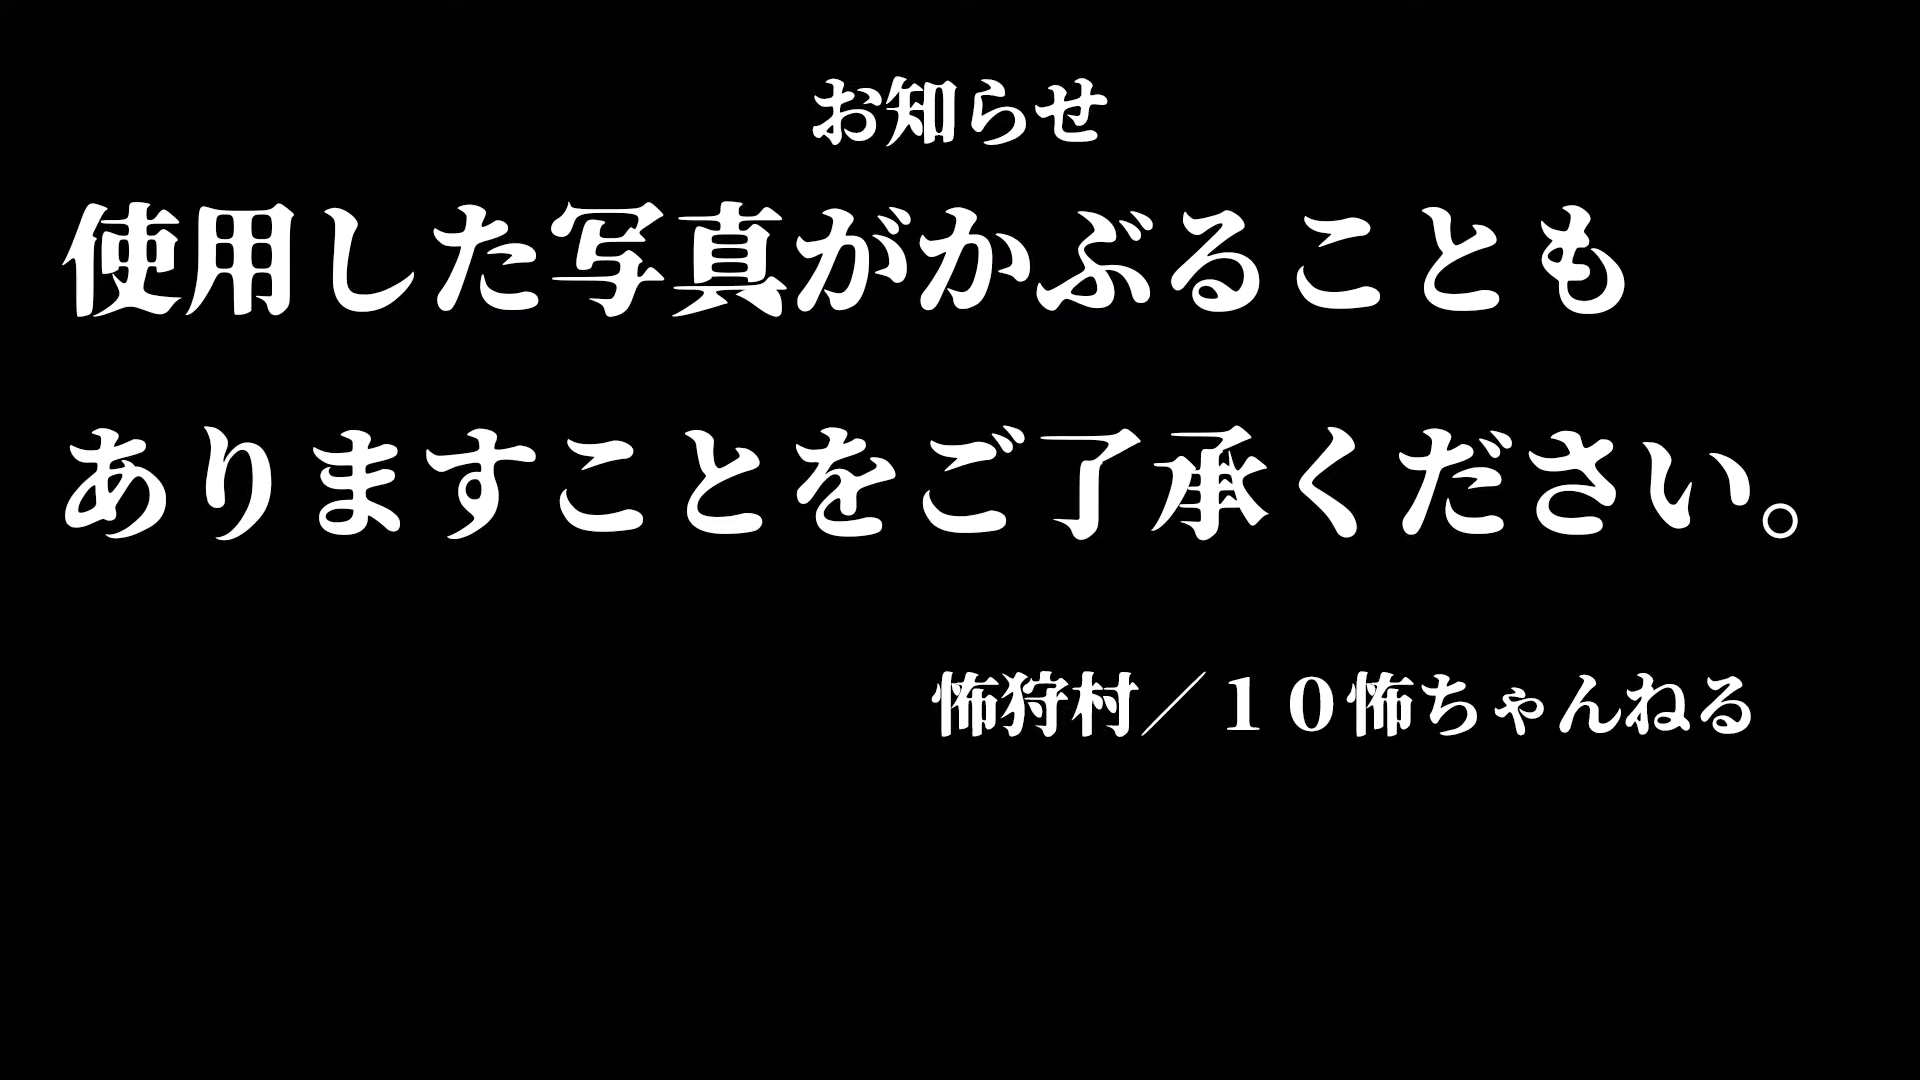 お知らせ
使用した写真がかぶることも
ありますことをご了承ください。
怖狩村／１０怖ちゃんねる